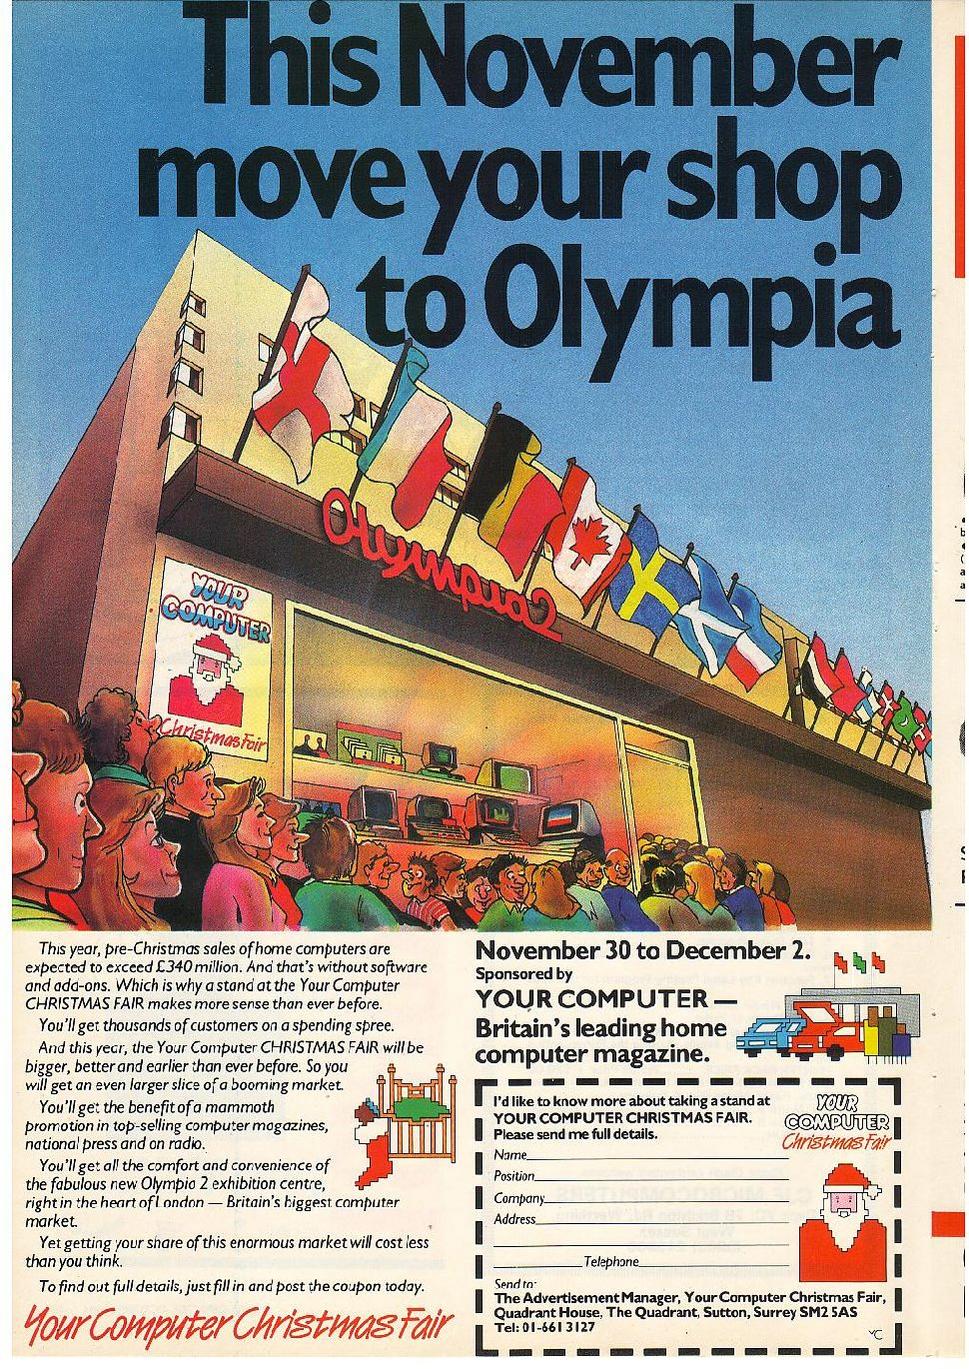 This November
move your shop
to Olympia
Olympia 2
YOUR
COMPUTER
Christmas Fair
This year, pre-Christmas sales of home computers are
expected to exceed £340 million. And that's without software
and add-ons. Which is why a stand at the Your Computer
CHRISTMAS FAIR makes more sense than ever before.
You'll get thousands of customers on a spending spree.
And this year, the Your Computer CHRISTMAS FAIR will be
bigger, better and earlier than ever before. So you
will get an even larger slice of a booming market.
You'll get the benefit of a mammoth
promotion in top-selling computer magazines,
national press and on radio.
You'll get all the comfort and convenience of
the fabulous new Olympia 2 exhibition centre,
right in the heart of London — Britain's biggest computer
market.
Yet getting your share of this enormous market will cost less
than you think.
To find out full details, just fill in and post the coupon today.
Your Computer Christmas Fair
November 30 to December 2.
Sponsored by
YOUR COMPUTER —
Britain's leading home
computer magazine.
I'd like to know more about taking a stand at
YOUR COMPUTER CHRISTMAS FAIR.
Please send me full details.
YOUR
COMPUTER
Christmas Fair
Name
Position
Company
Address
Telephone
Send to:
The Advertisement Manager, Your Computer Christmas Fair,
Quadrant House, The Quadrant, Sutton, Surrey SM2 5AS
Tel: 01-661 3127
YC